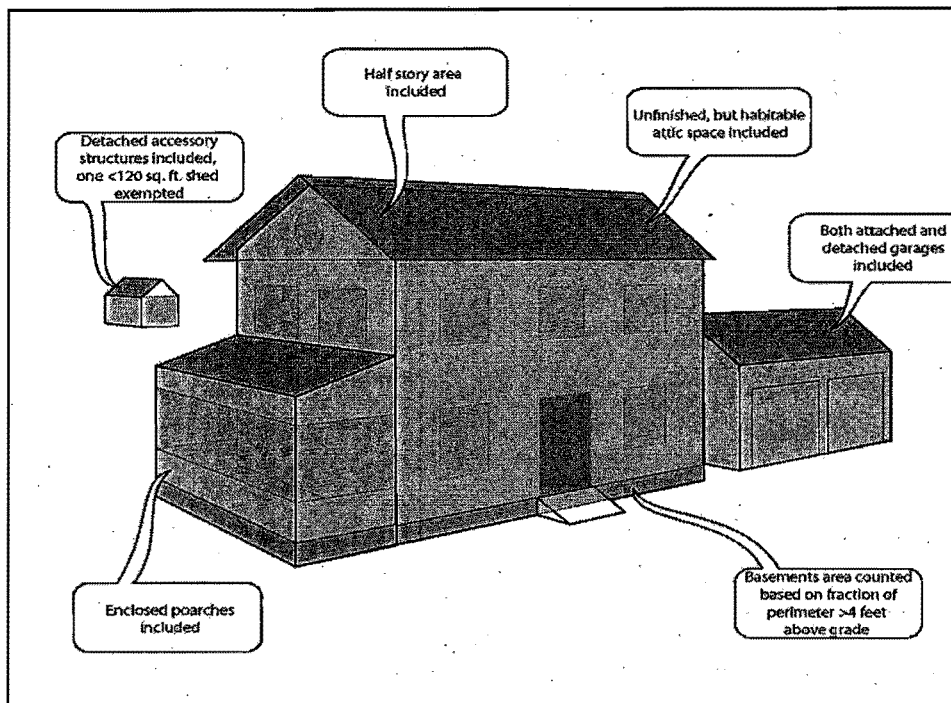 Half story area
included
Unfinished, but habitable
attic space included
Detached accessory
structures included,
one <120 sq. ft. shed
exempted
Both attached and
detached garages
included
Enclosed poarches
included
Basements area counted
based on fraction of
perimeter >4 feet
above grade